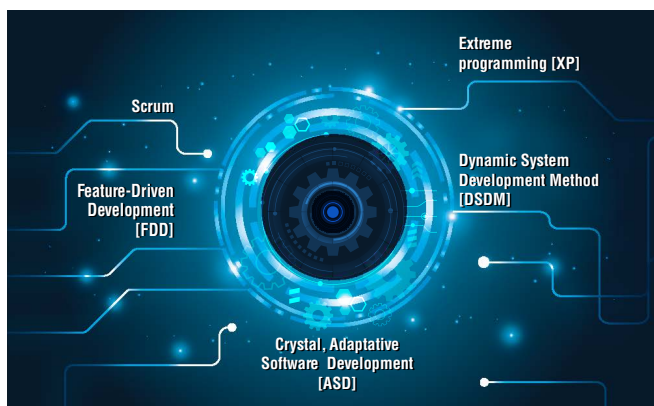 Extreme
programming [XP]
Scrum
Dynamic System
Development Method
[DSDM]
Feature-Driven
Development
[FDD]
Crystal, Adaptative
Software Development
[ASD]